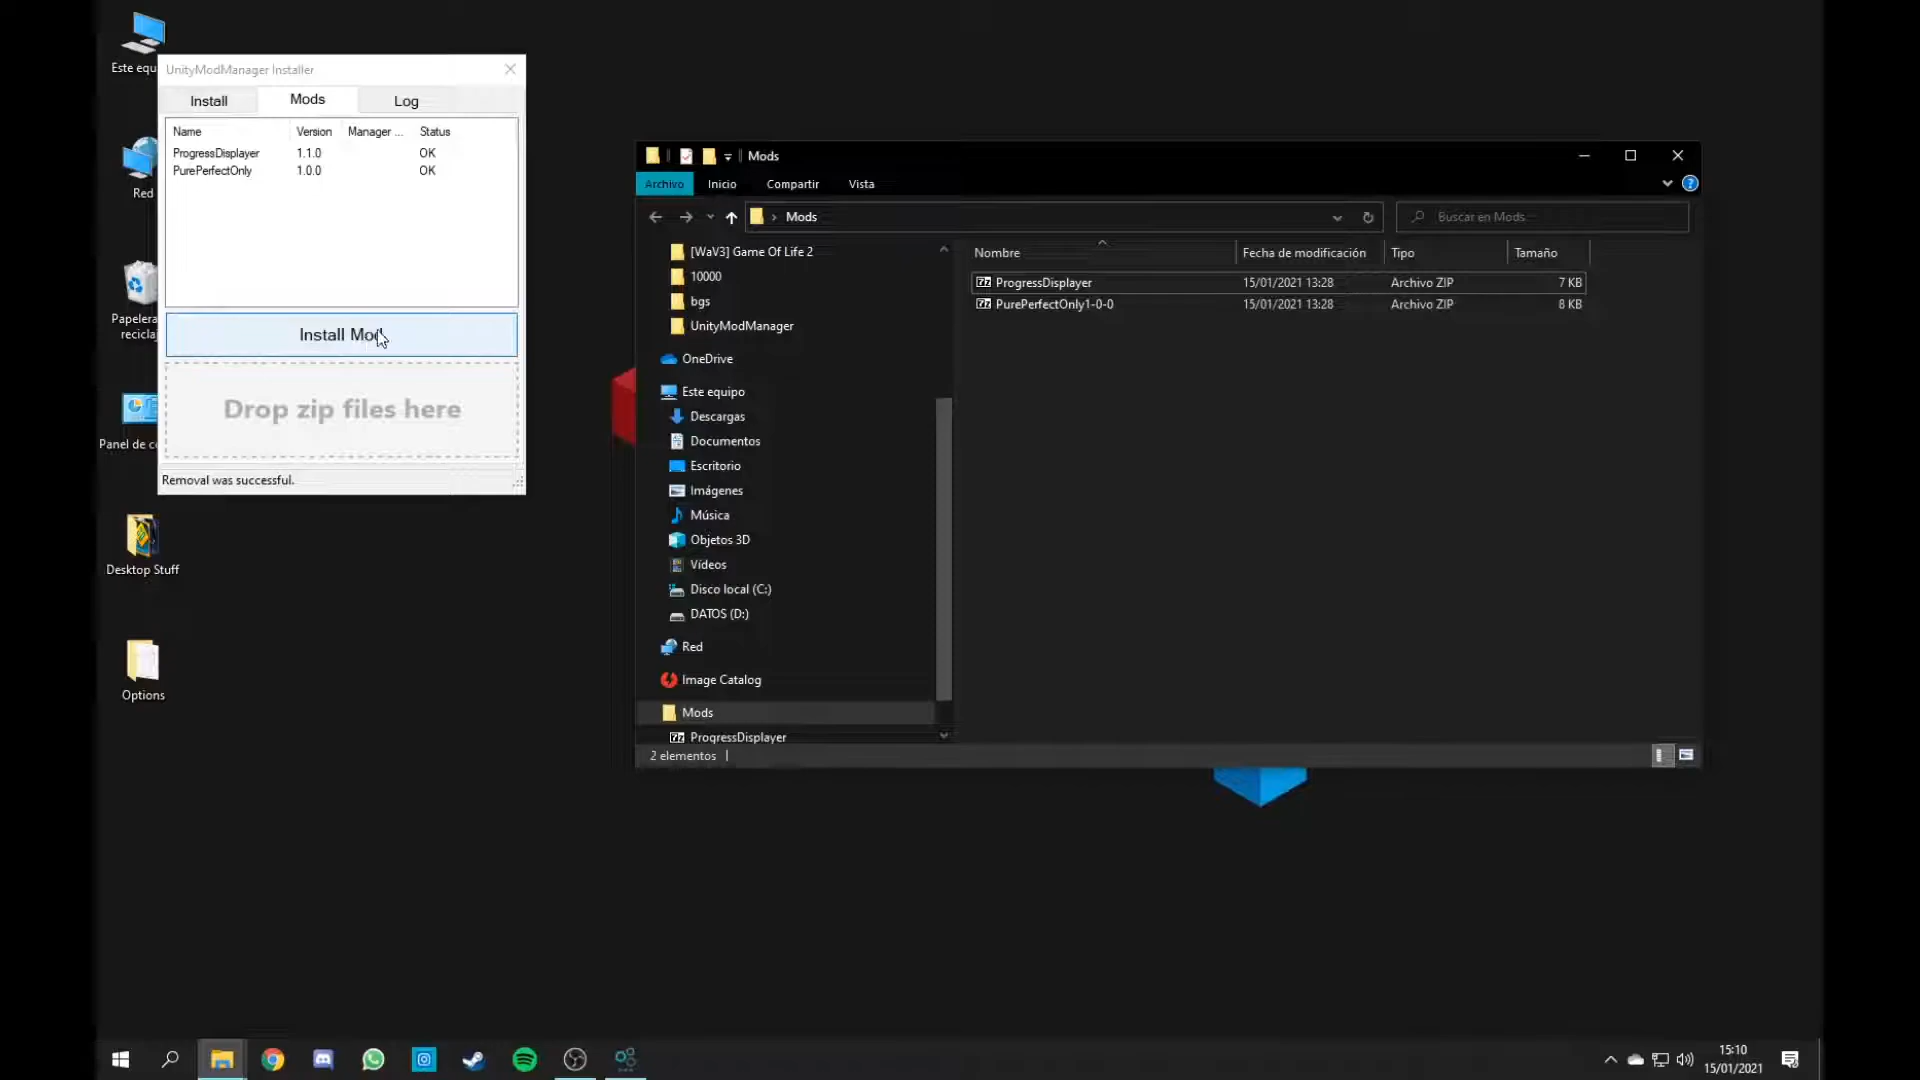 Este equ
Red
Papelera
reciclaj
Panel de co
Desktop Stuff
Options
UnityModManager Installer
Install Mods Log
Name Version Manager ... Status
ProgressDisplayer 1.1.0 OK
PurePerfectOnly 1.0.0 OK
Install Mod
Drop zip files here
Removal was successful.
Mods
Archivo Inicio Compartir Vista
Mods
Buscar en Mods
[WaV3] Game Of Life 2
10000
bgs
UnityModManager
OneDrive
Este equipo
Descargas
Documentos
Escritorio
Imágenes
Música
Objetos 3D
Vídeos
Disco local (C:)
DATOS (D:)
Red
Image Catalog
Mods
ProgressDisplayer
Nombre Fecha de modificación Tipo Tamaño
ProgressDisplayer 15/01/2021 13:28 Archivo ZIP 7 KB
PurePerfectOnly1-0-0 15/01/2021 13:28 Archivo ZIP 8 KB
2 elementos
15:10
15/01/2021